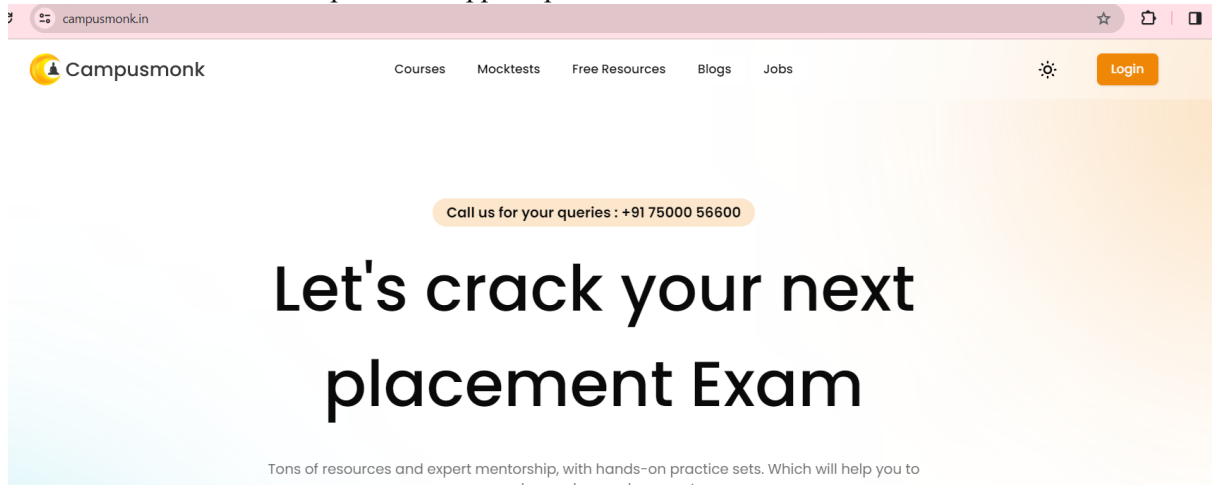 campusmonk.in
Campusmonk
Courses Mocktests Free Resources Blogs Jobs
Login
Call us for your queries : +91 75000 56600
Let's crack your next
placement Exam
Tons of resources and expert mentorship, with hands-on practice sets. Which will help you to